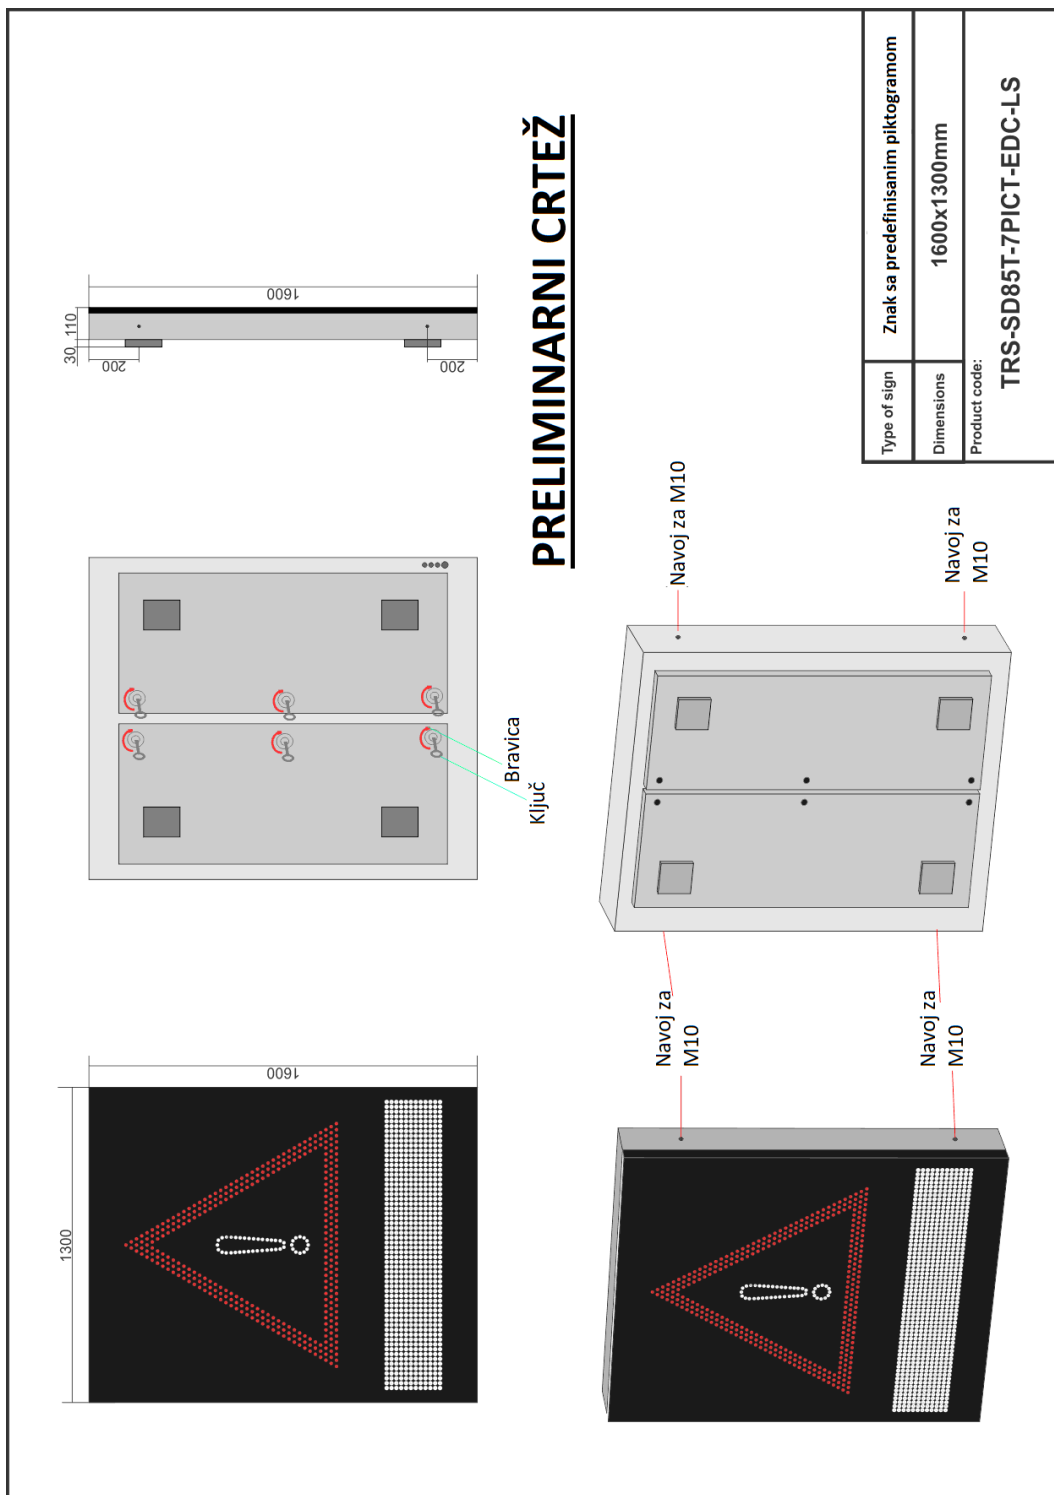 1300
1600
Ključ
Bravica
30
110
1600
200
200
PRELIMINARNI CRTEŽ
Navoj za
M10
Navoj za
M10
Navoj za M10
Navoj za
M10
Type of sign
Znak sa predefinisanim piktogramom
Dimensions
1600x1300mm
Product code:
TRS-SD85T-7PICT-EDC-LS